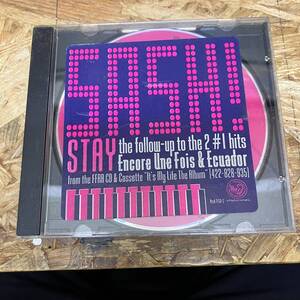 SASH!
STAY the follow-up to the 2 #1 hits
Encore Une Fois & Ecuador
from the FFRR CD & Cassette "It's My Life The Album" (422-828-935)